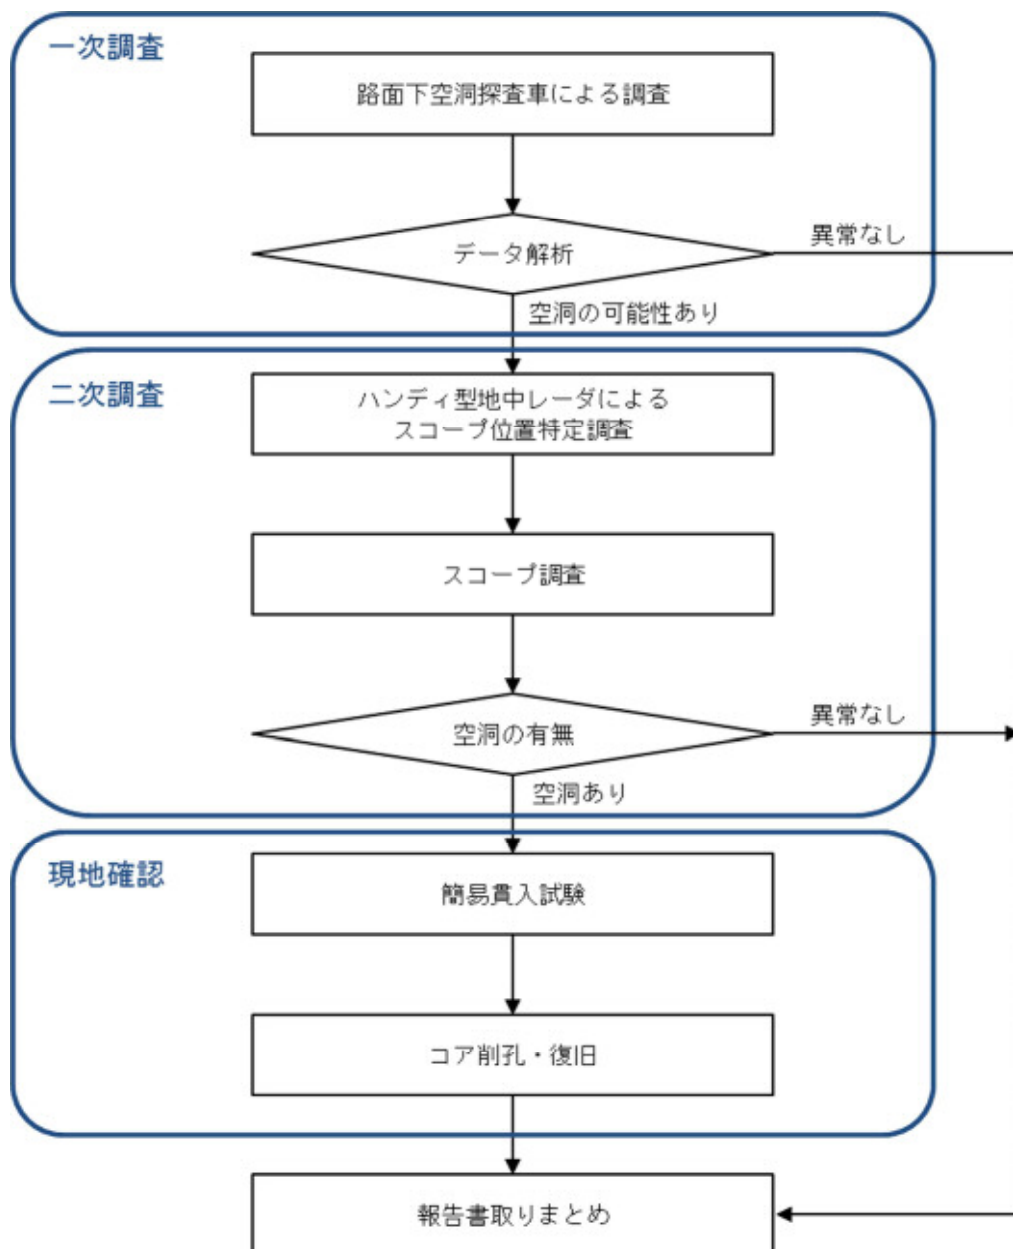 一次調査
路面下空洞探査車による調査
データ解析
異常なし
空洞の可能性あり
二次調査
ハンディ型地中レーダによる
スコープ位置特定調査
スコープ調査
空洞の有無
異常なし
空洞あり
現地確認
簡易貫入試験
コア削孔・復旧
報告書取りまとめ